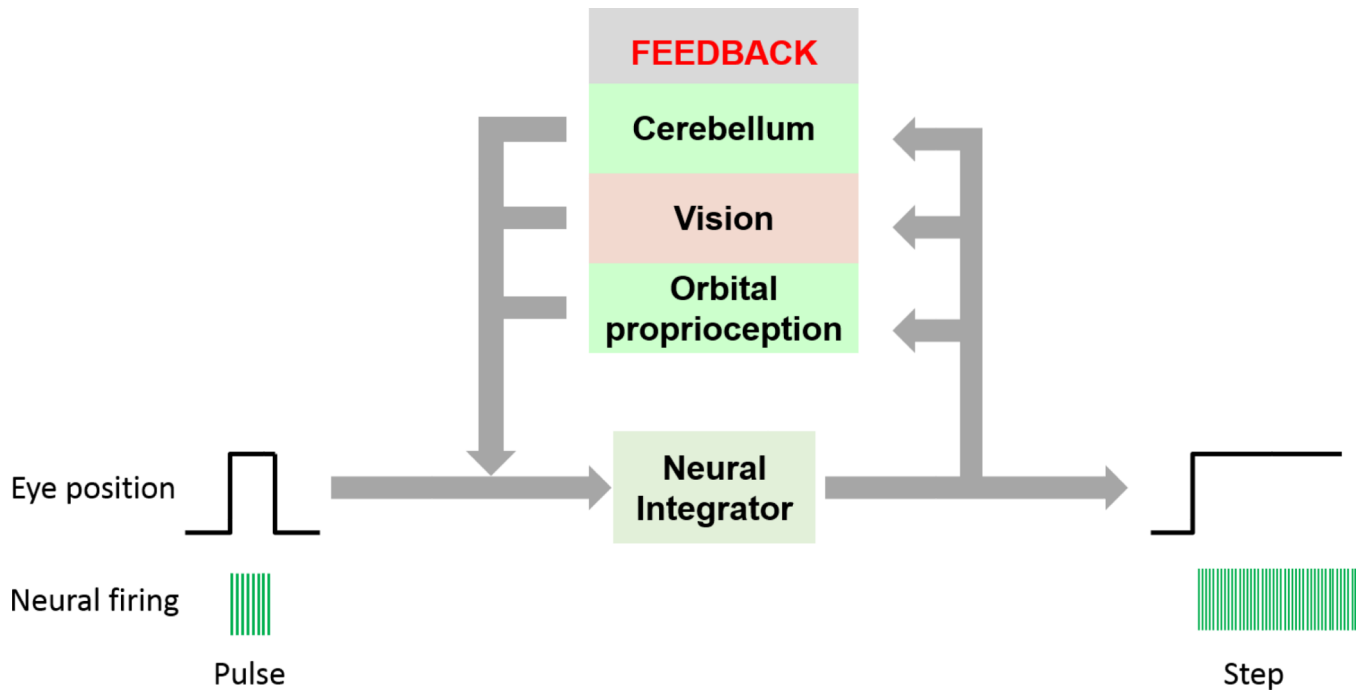 FEEDBACK
Cerebellum
Vision
Orbital
proprioception
Neural
Integrator
Eye position
Neural firing
Pulse
Step